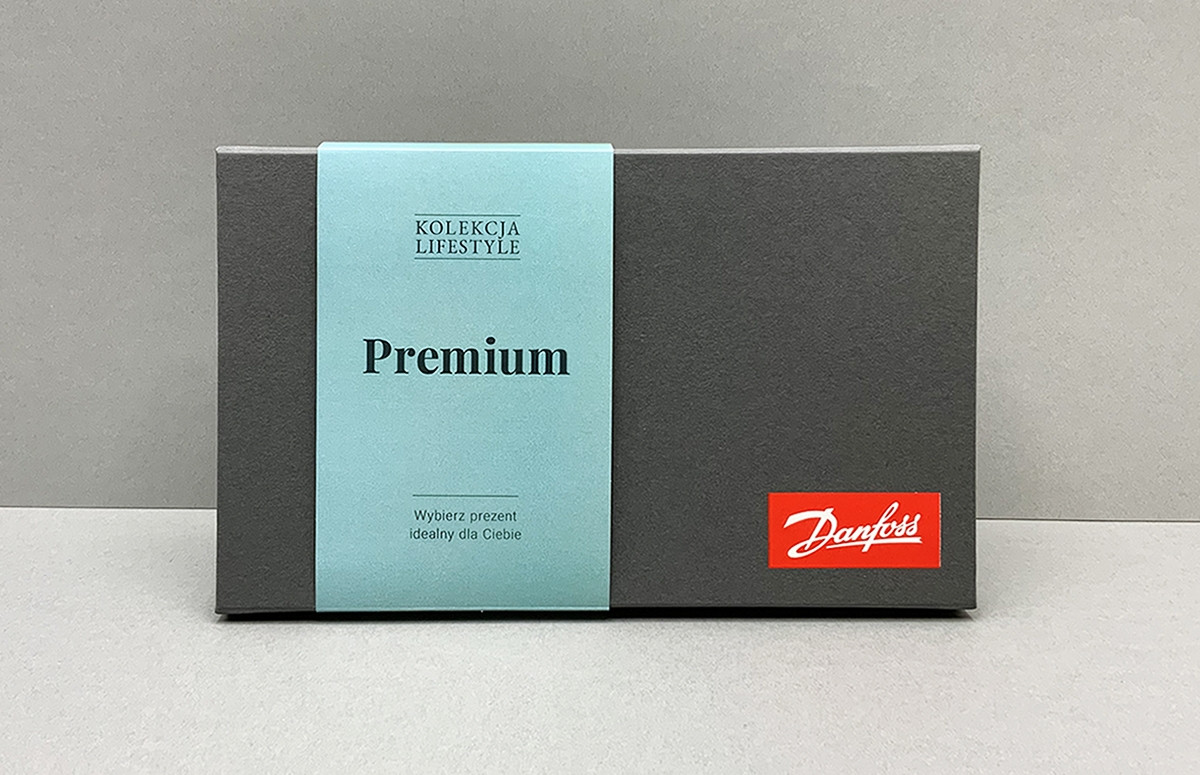 KOLEKCJA
LIFESTYLE
Premium
Wybierz prezent
idealny dla Ciebie
Danfoss